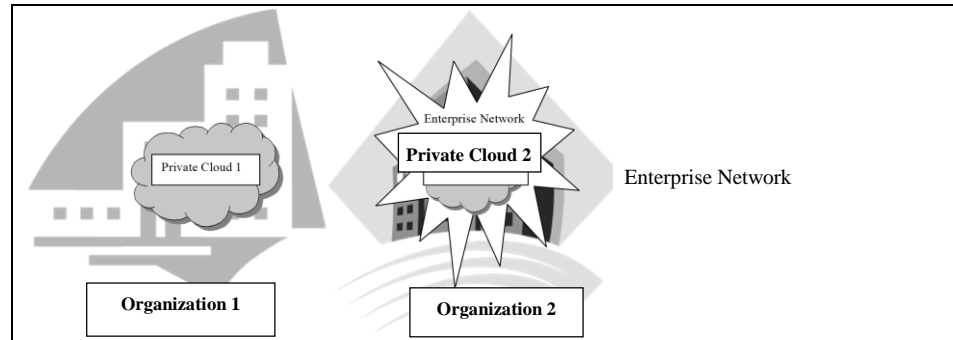 Enterprise Network
Private Cloud 2
Private Cloud 1
Enterprise Network
Organization 1
Organization 2